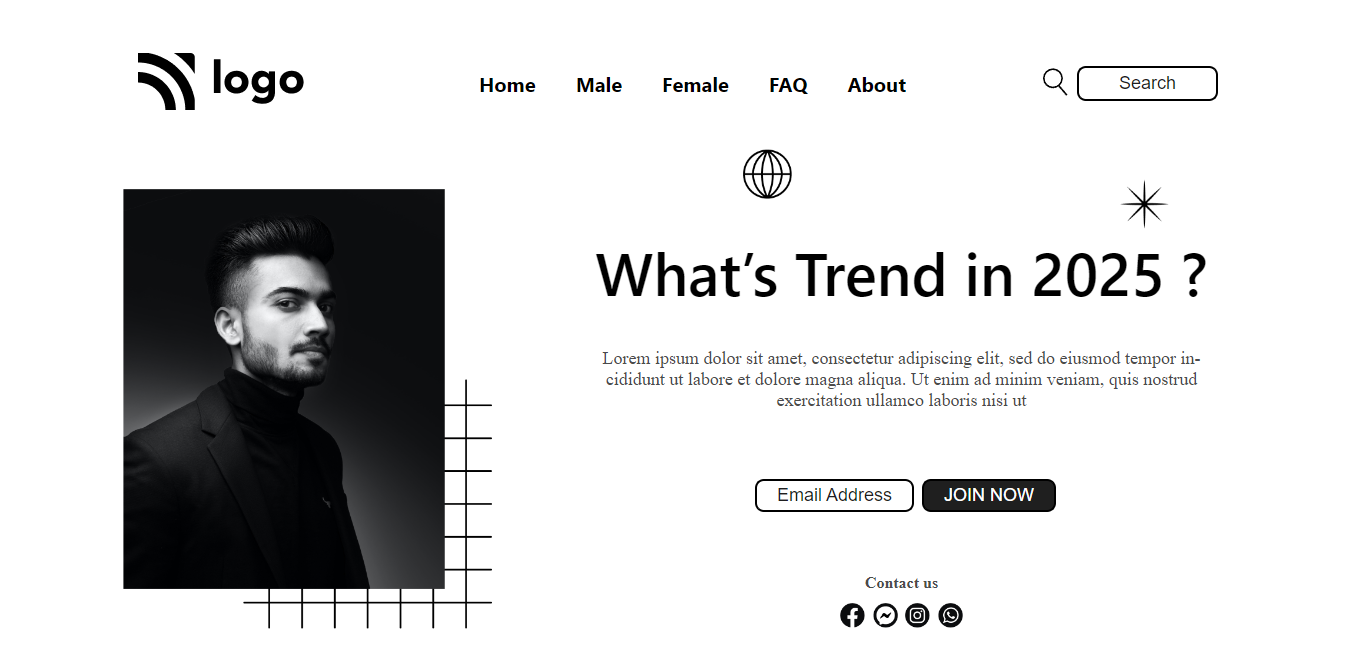 logo
Home Male Female FAQ About
Search
What’s Trend in 2025 ?
Lorem ipsum dolor sit amet, consectetur adipiscing elit, sed do eiusmod tempor in-
cididunt ut labore et dolore magna aliqua. Ut enim ad minim veniam, quis nostrud
exercitation ullamco laboris nisi ut
Email Address
JOIN NOW
Contact us